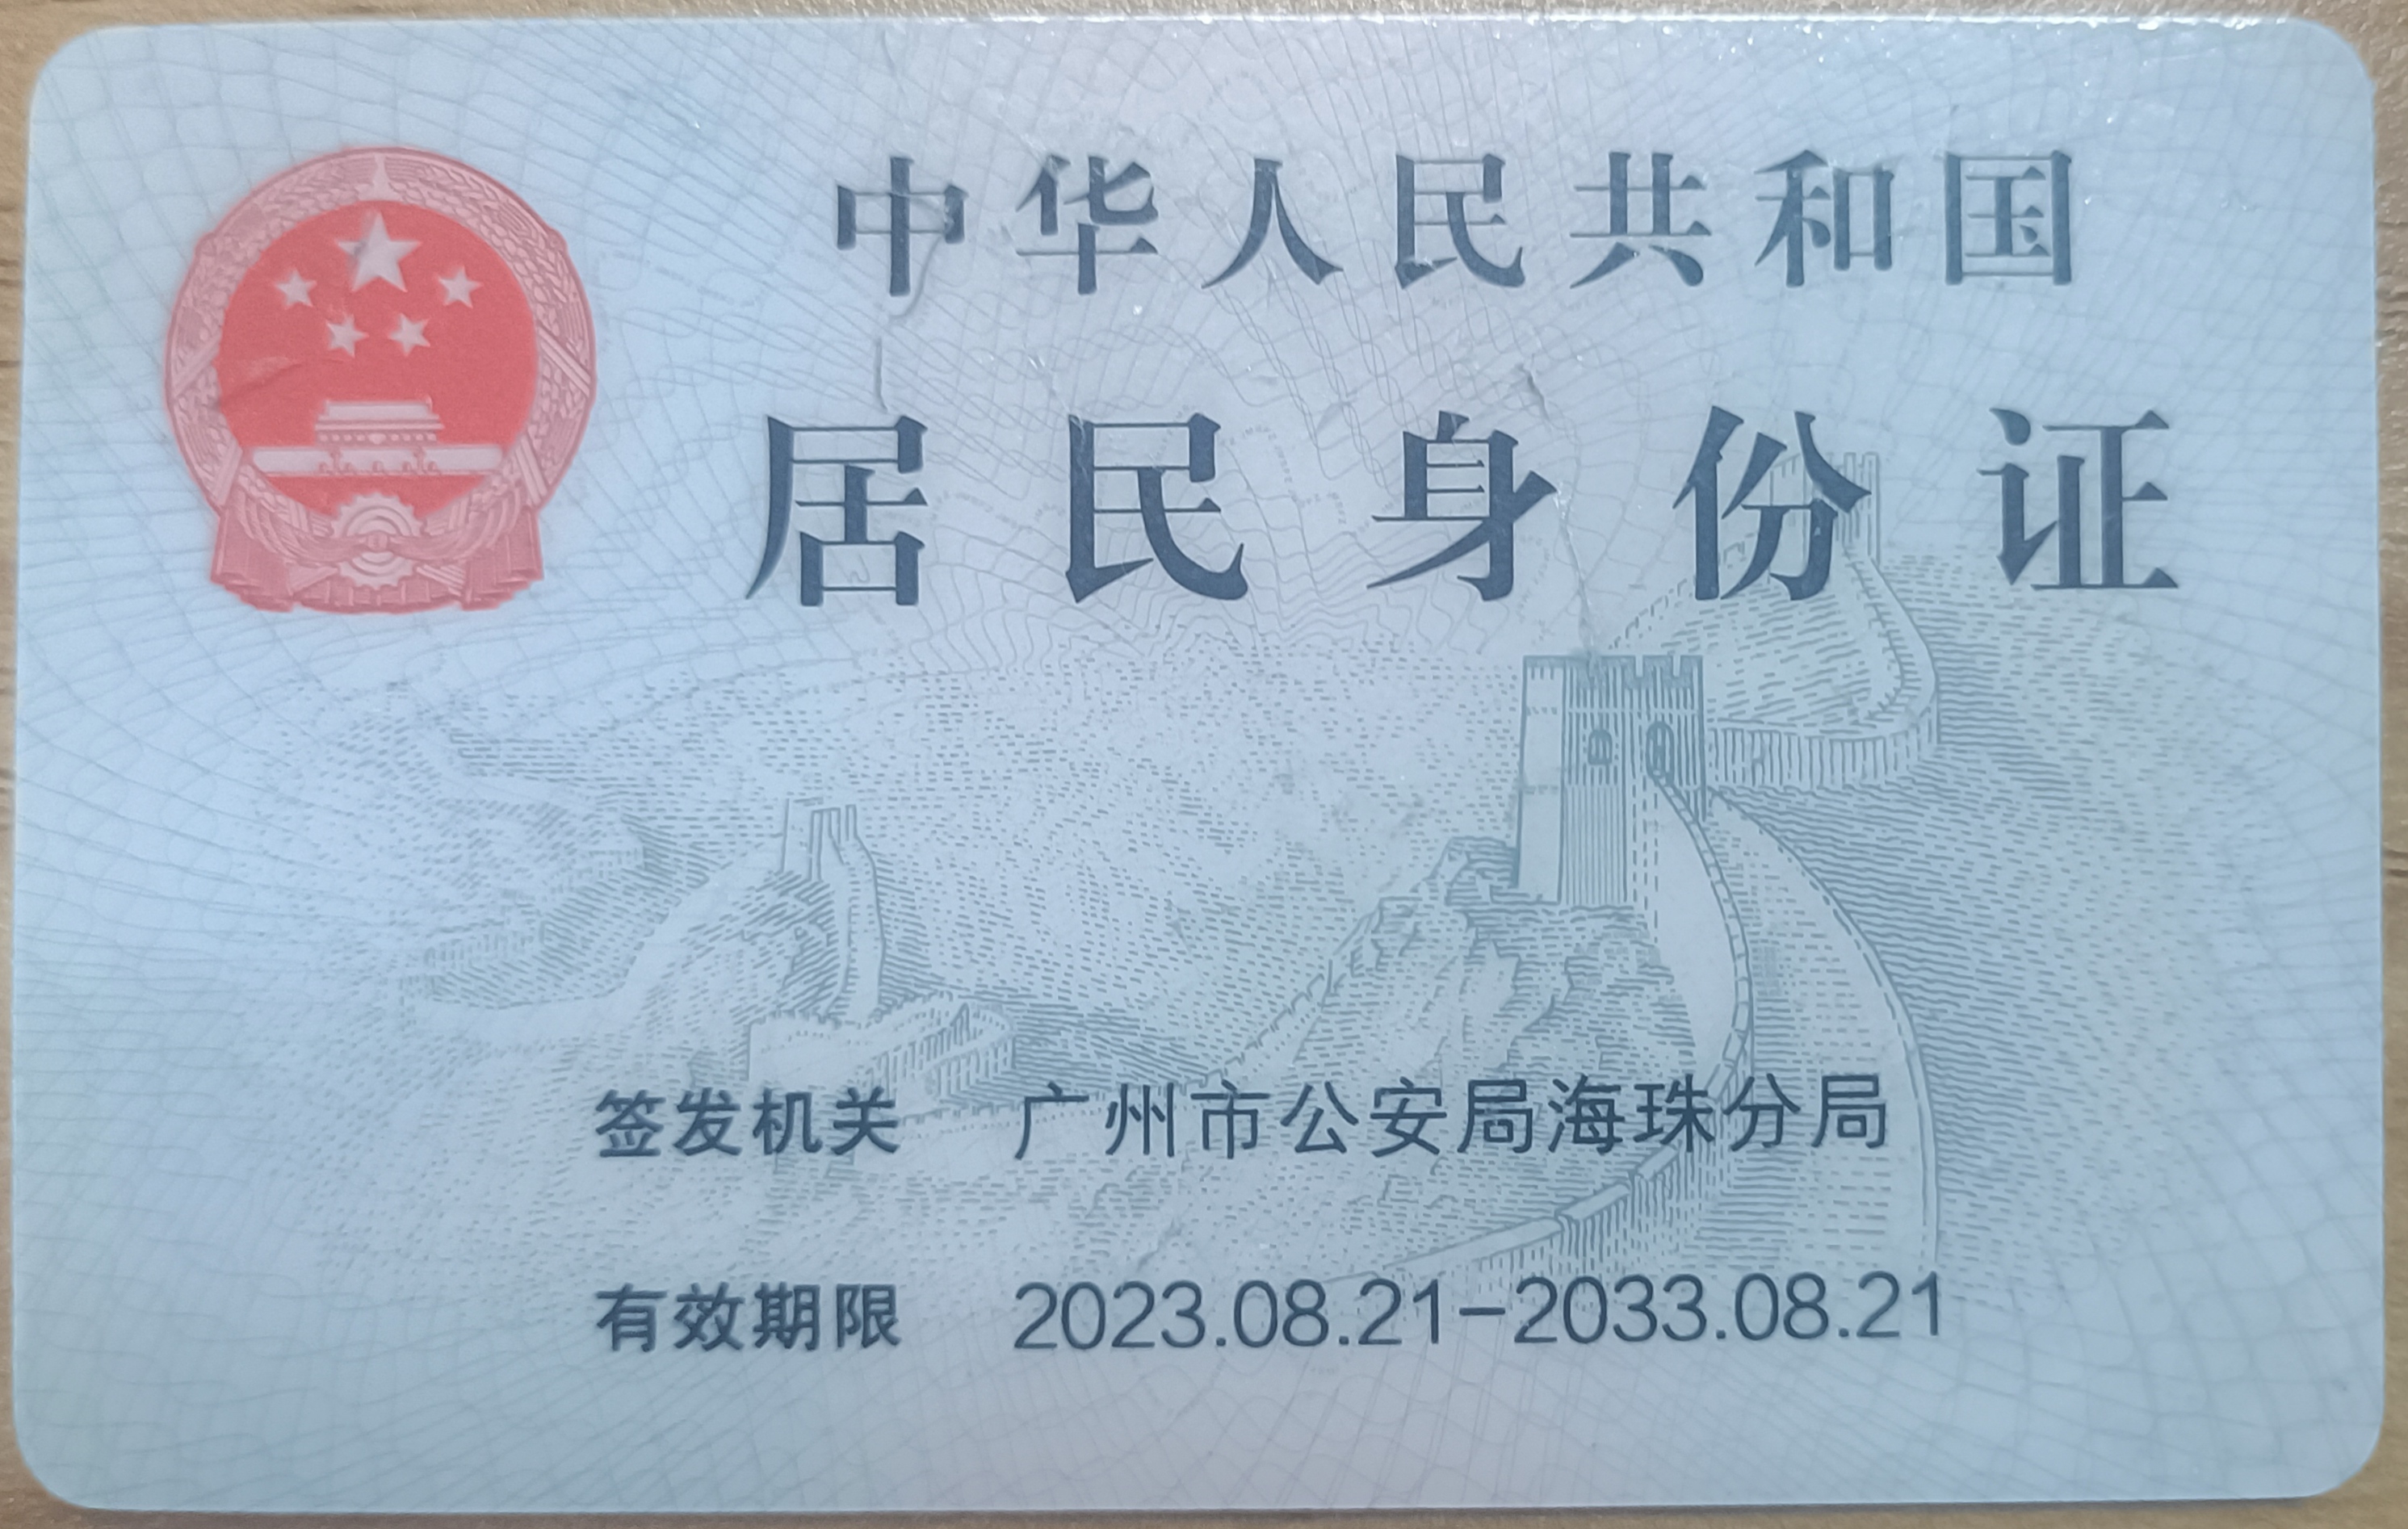 中华人民共和国
居民身份证
签发机关 广州市公安局海珠分局
有效期限 2023.08.21-2033.08.21